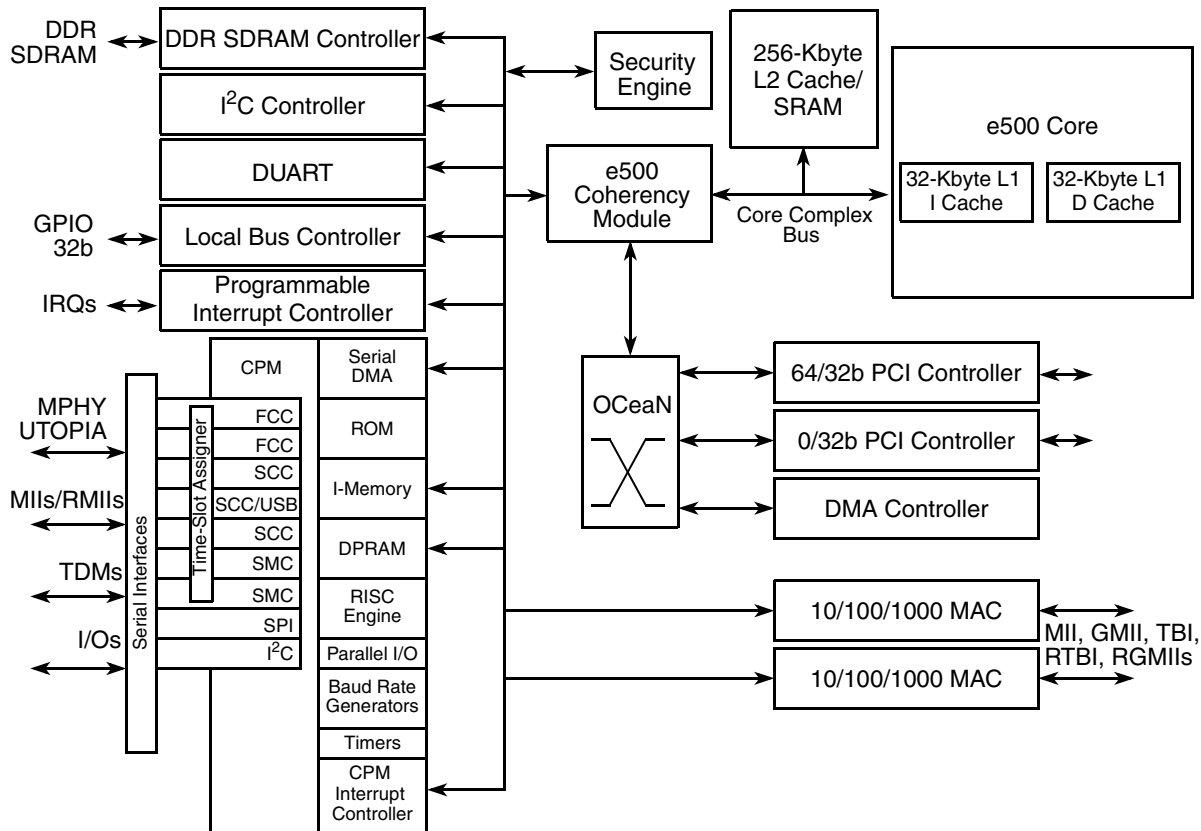 DDR
SDRAM
DDR SDRAM Controller
I²C Controller
DUART
GPIO
32b
Local Bus Controller
IRQs
Programmable
Interrupt Controller
Security
Engine
256-Kbyte
L2 Cache/
SRAM
e500 Core
32-Kbyte L1
I Cache
32-Kbyte L1
D Cache
e500
Coherency
Module
Core Complex
Bus
OCeaN
64/32b PCI Controller
0/32b PCI Controller
DMA Controller
10/100/1000 MAC
10/100/1000 MAC
MII, GMII, TBI,
RTBI, RGMIIs
MPHY
UTOPIA
MIIs/RMIIs
TDMs
I/Os
Serial Interfaces
Time-Slot Assigner
CPM
FCC
FCC
SCC
SCC/USB
SCC
SMC
SMC
SPI
I²C
Serial
DMA
ROM
I-Memory
DPRAM
RISC
Engine
Parallel I/O
Baud Rate
Generators
Timers
CPM
Interrupt
Controller